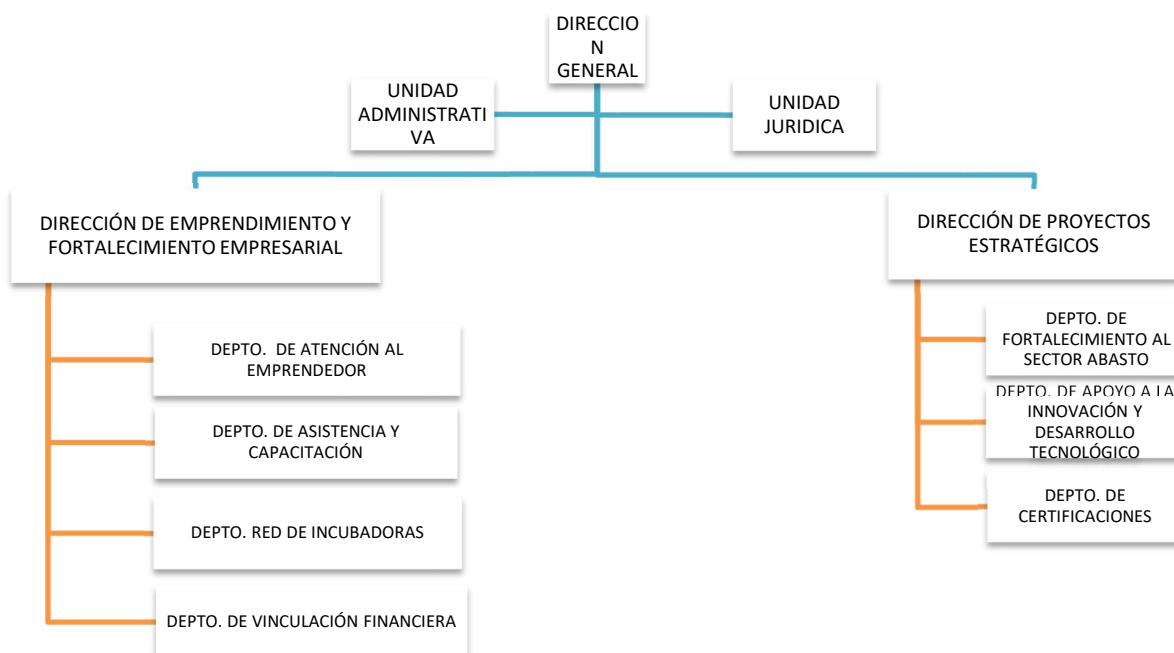 DIRECCIO
N
GENERAL
UNIDAD
ADMINISTRATI
VA
UNIDAD
JURIDICA
DIRECCIÓN DE EMPRENDIMIENTO Y
FORTALECIMIENTO EMPRESARIAL
DIRECCIÓN DE PROYECTOS
ESTRATÉGICOS
DEPTO. DE ATENCIÓN AL
EMPRENDEDOR
DEPTO. DE ASISTENCIA Y
CAPACITACIÓN
DEPTO. RED DE INCUBADORAS
DEPTO. DE VINCULACIÓN FINANCIERA
DEPTO. DE
FORTALECIMIENTO AL
SECTOR ABASTO
DEPTO. DE APOYO A LA
INNOVACIÓN Y
DESARROLLO
TECNOLÓGICO
DEPTO. DE
CERTIFICACIONES